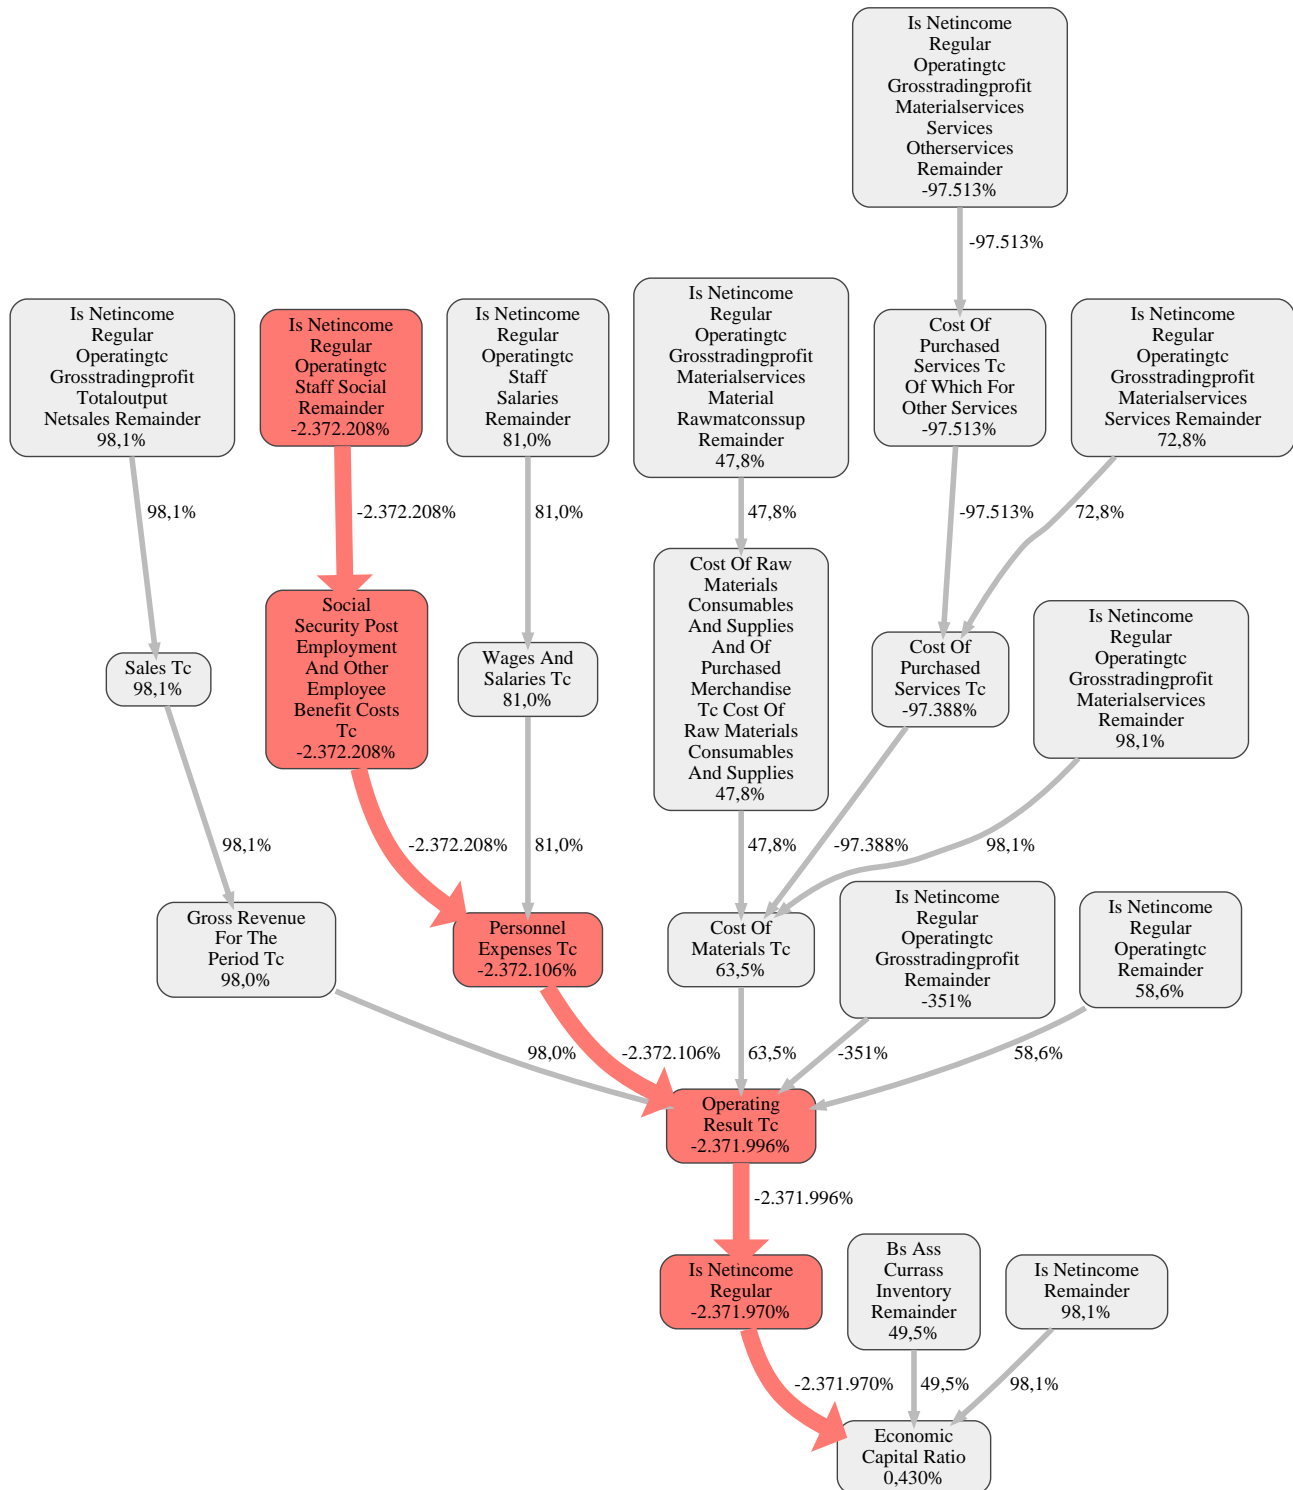 Is Netincome
Regular
Operatingtc
Grosstradingprofit
Materialservices
Services
Otherservices
Remainder
-97.513%
-97.513%
Is Netincome
Regular
Operatingtc
Grosstradingprofit
Totaloutput
Netsales Remainder
98,1%
Is Netincome
Regular
Operatingtc
Staff Social
Remainder
-2.372.208%
Is Netincome
Regular
Operatingtc
Staff
Salaries
Remainder
81,0%
Is Netincome
Regular
Operatingtc
Grosstradingprofit
Materialservices
Material
Rawmatconssup
Remainder
47,8%
Cost Of
Purchased
Services Tc
Of Which For
Other Services
-97.513%
Is Netincome
Regular
Operatingtc
Grosstradingprofit
Materialservices
Services Remainder
72,8%
98,1%
-2.372.208%
81,0%
47,8%
-97.513%
72,8%
Sales Tc
98,1%
Social
Security Post
Employment
And Other
Employee
Benefit Costs
Tc
-2.372.208%
Wages And
Salaries Tc
81,0%
Cost Of Raw
Materials
Consumables
And Supplies
And Of
Purchased
Merchandise
Tc Cost Of
Raw Materials
Consumables
And Supplies
47,8%
Cost Of
Purchased
Services Tc
-97.388%
Is Netincome
Regular
Operatingtc
Grosstradingprofit
Materialservices
Remainder
98,1%
98,1%
-2.372.208%
81,0%
47,8%
-97.388%
98,1%
Gross Revenue
For The
Period Tc
98,0%
Personnel
Expenses Tc
-2.372.106%
Cost Of
Materials Tc
63,5%
Is Netincome
Regular
Operatingtc
Grosstradingprofit
Remainder
-351%
Is Netincome
Regular
Operatingtc
Remainder
58,6%
98,0%
-2.372.106%
63,5%
-351%
58,6%
Operating
Result Tc
-2.371.996%
-2.371.996%
Is Netincome
Regular
-2.371.970%
Bs Ass
Currass
Inventory
Remainder
49,5%
Is Netincome
Remainder
98,1%
-2.371.970%
49,5%
98,1%
Economic
Capital Ratio
0,430%